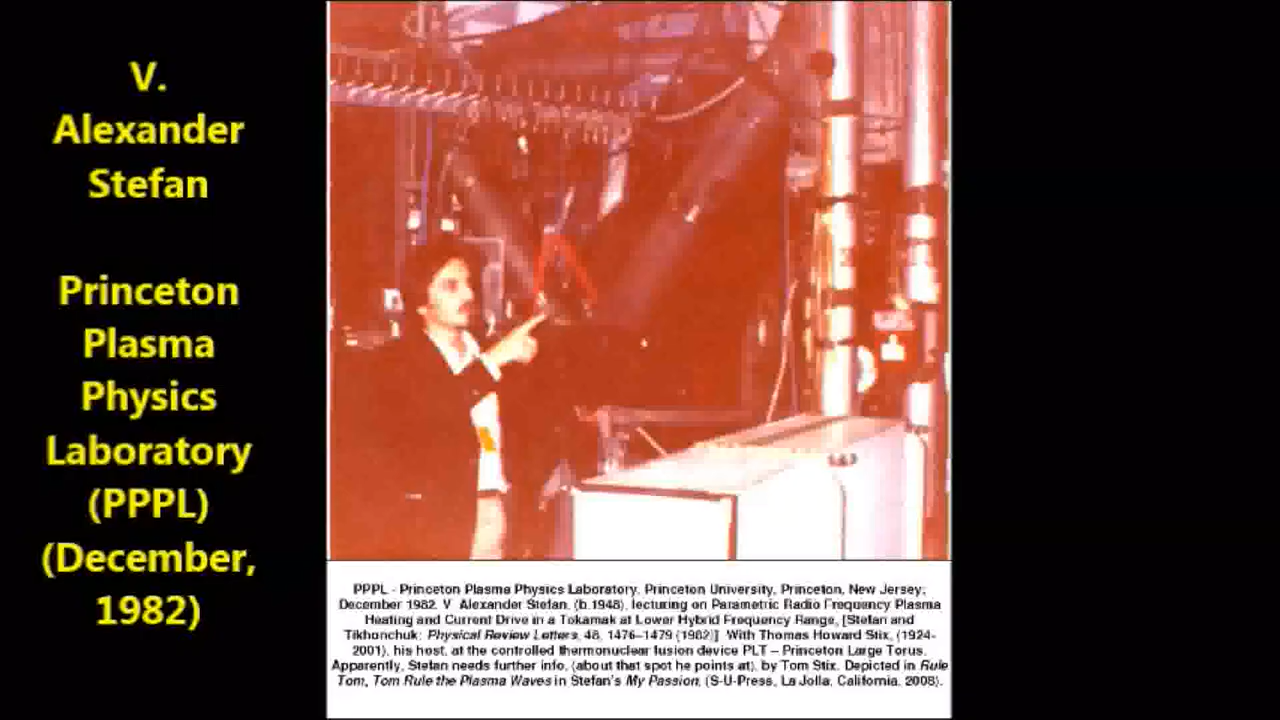 V.
Alexander
Stefan
Princeton
Plasma
Physics
Laboratory
(PPPL)
(December,
1982)
PPPL - Princeton Plasma Physics Laboratory, Princeton University, Princeton, New Jersey;
December 1982. V. Alexander Stefan, (b.1948), lecturing on Parametric Radio Frequency Plasma
Heating and Current Drive in a Tokamak at Lower Hybrid Frequency Range, [Stefan and
Tikhonchuk; Physical Review Letters, 48, 1476–1479 (1982)]. With Thomas Howard Stix, (1924-
2001), his host, at the controlled thermonuclear fusion device PLT – Princeton Large Torus.
Apparently, Stefan needs further info, (about that spot he points at), by Tom Stix. Depicted in Rule
Tom, Tom Rule the Plasma Waves in Stefan's My Passion, (S-U-Press, La Jolla, California, 2008).